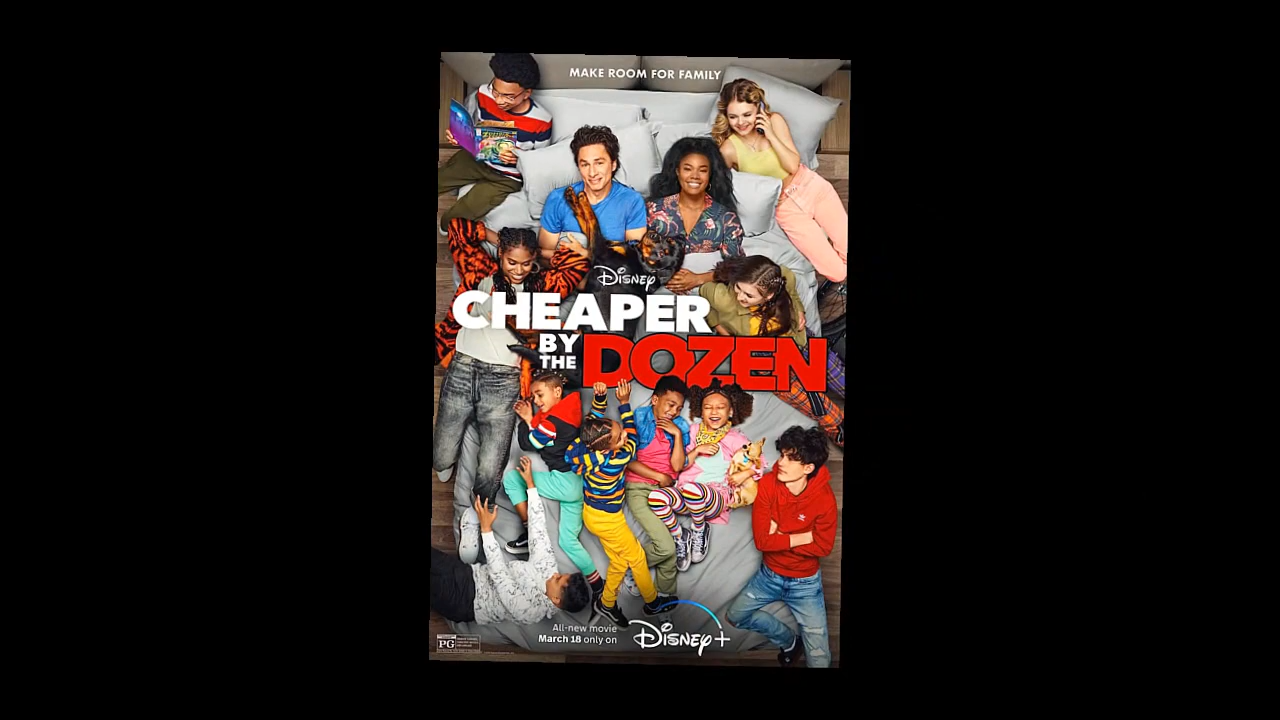 MAKE ROOM FOR FAMILY
Disney
CHEAPER
BY
THE
DOZEN
All-new movie
March 18 only on
Disney+
PG